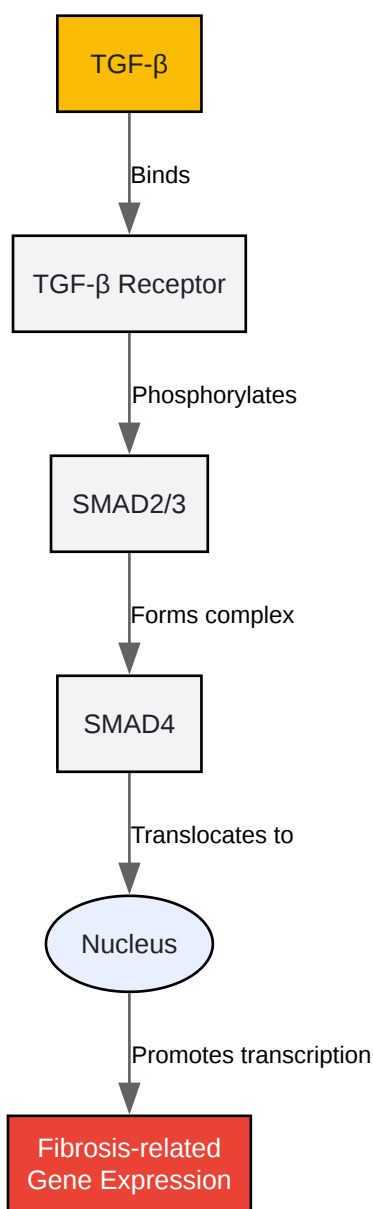 TGF-β
Binds
TGF-β Receptor
Phosphorylates
SMAD2/3
Forms complex
SMAD4
Translocates to
Nucleus
Promotes transcription
Fibrosis-related
Gene Expression